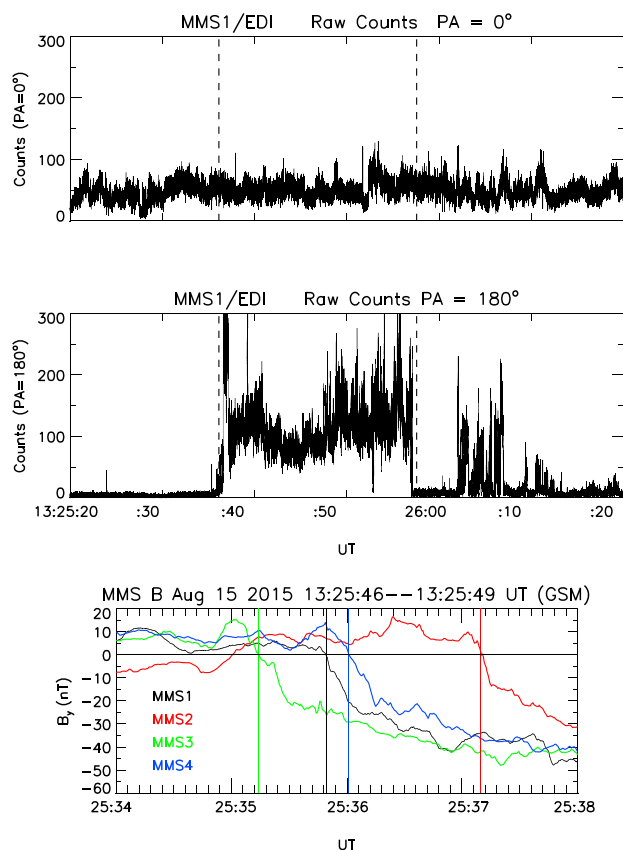 MMS1/EDI Raw Counts PA = 0°
300
200
100
0
Counts (PA=0°)
MMS1/EDI Raw Counts PA = 180°
300
200
100
0
Counts (PA=180°)
13:25:20 :30 :40 :50 26:00 :10 :20
UT
MMS B Aug 15 2015 13:25:46--13:25:49 UT (GSM)
20
10
0
-10
-20
-30
-40
-50
-60
By (nT)
MMS1
MMS2
MMS3
MMS4
25:34 25:35 25:36 25:37 25:38
UT